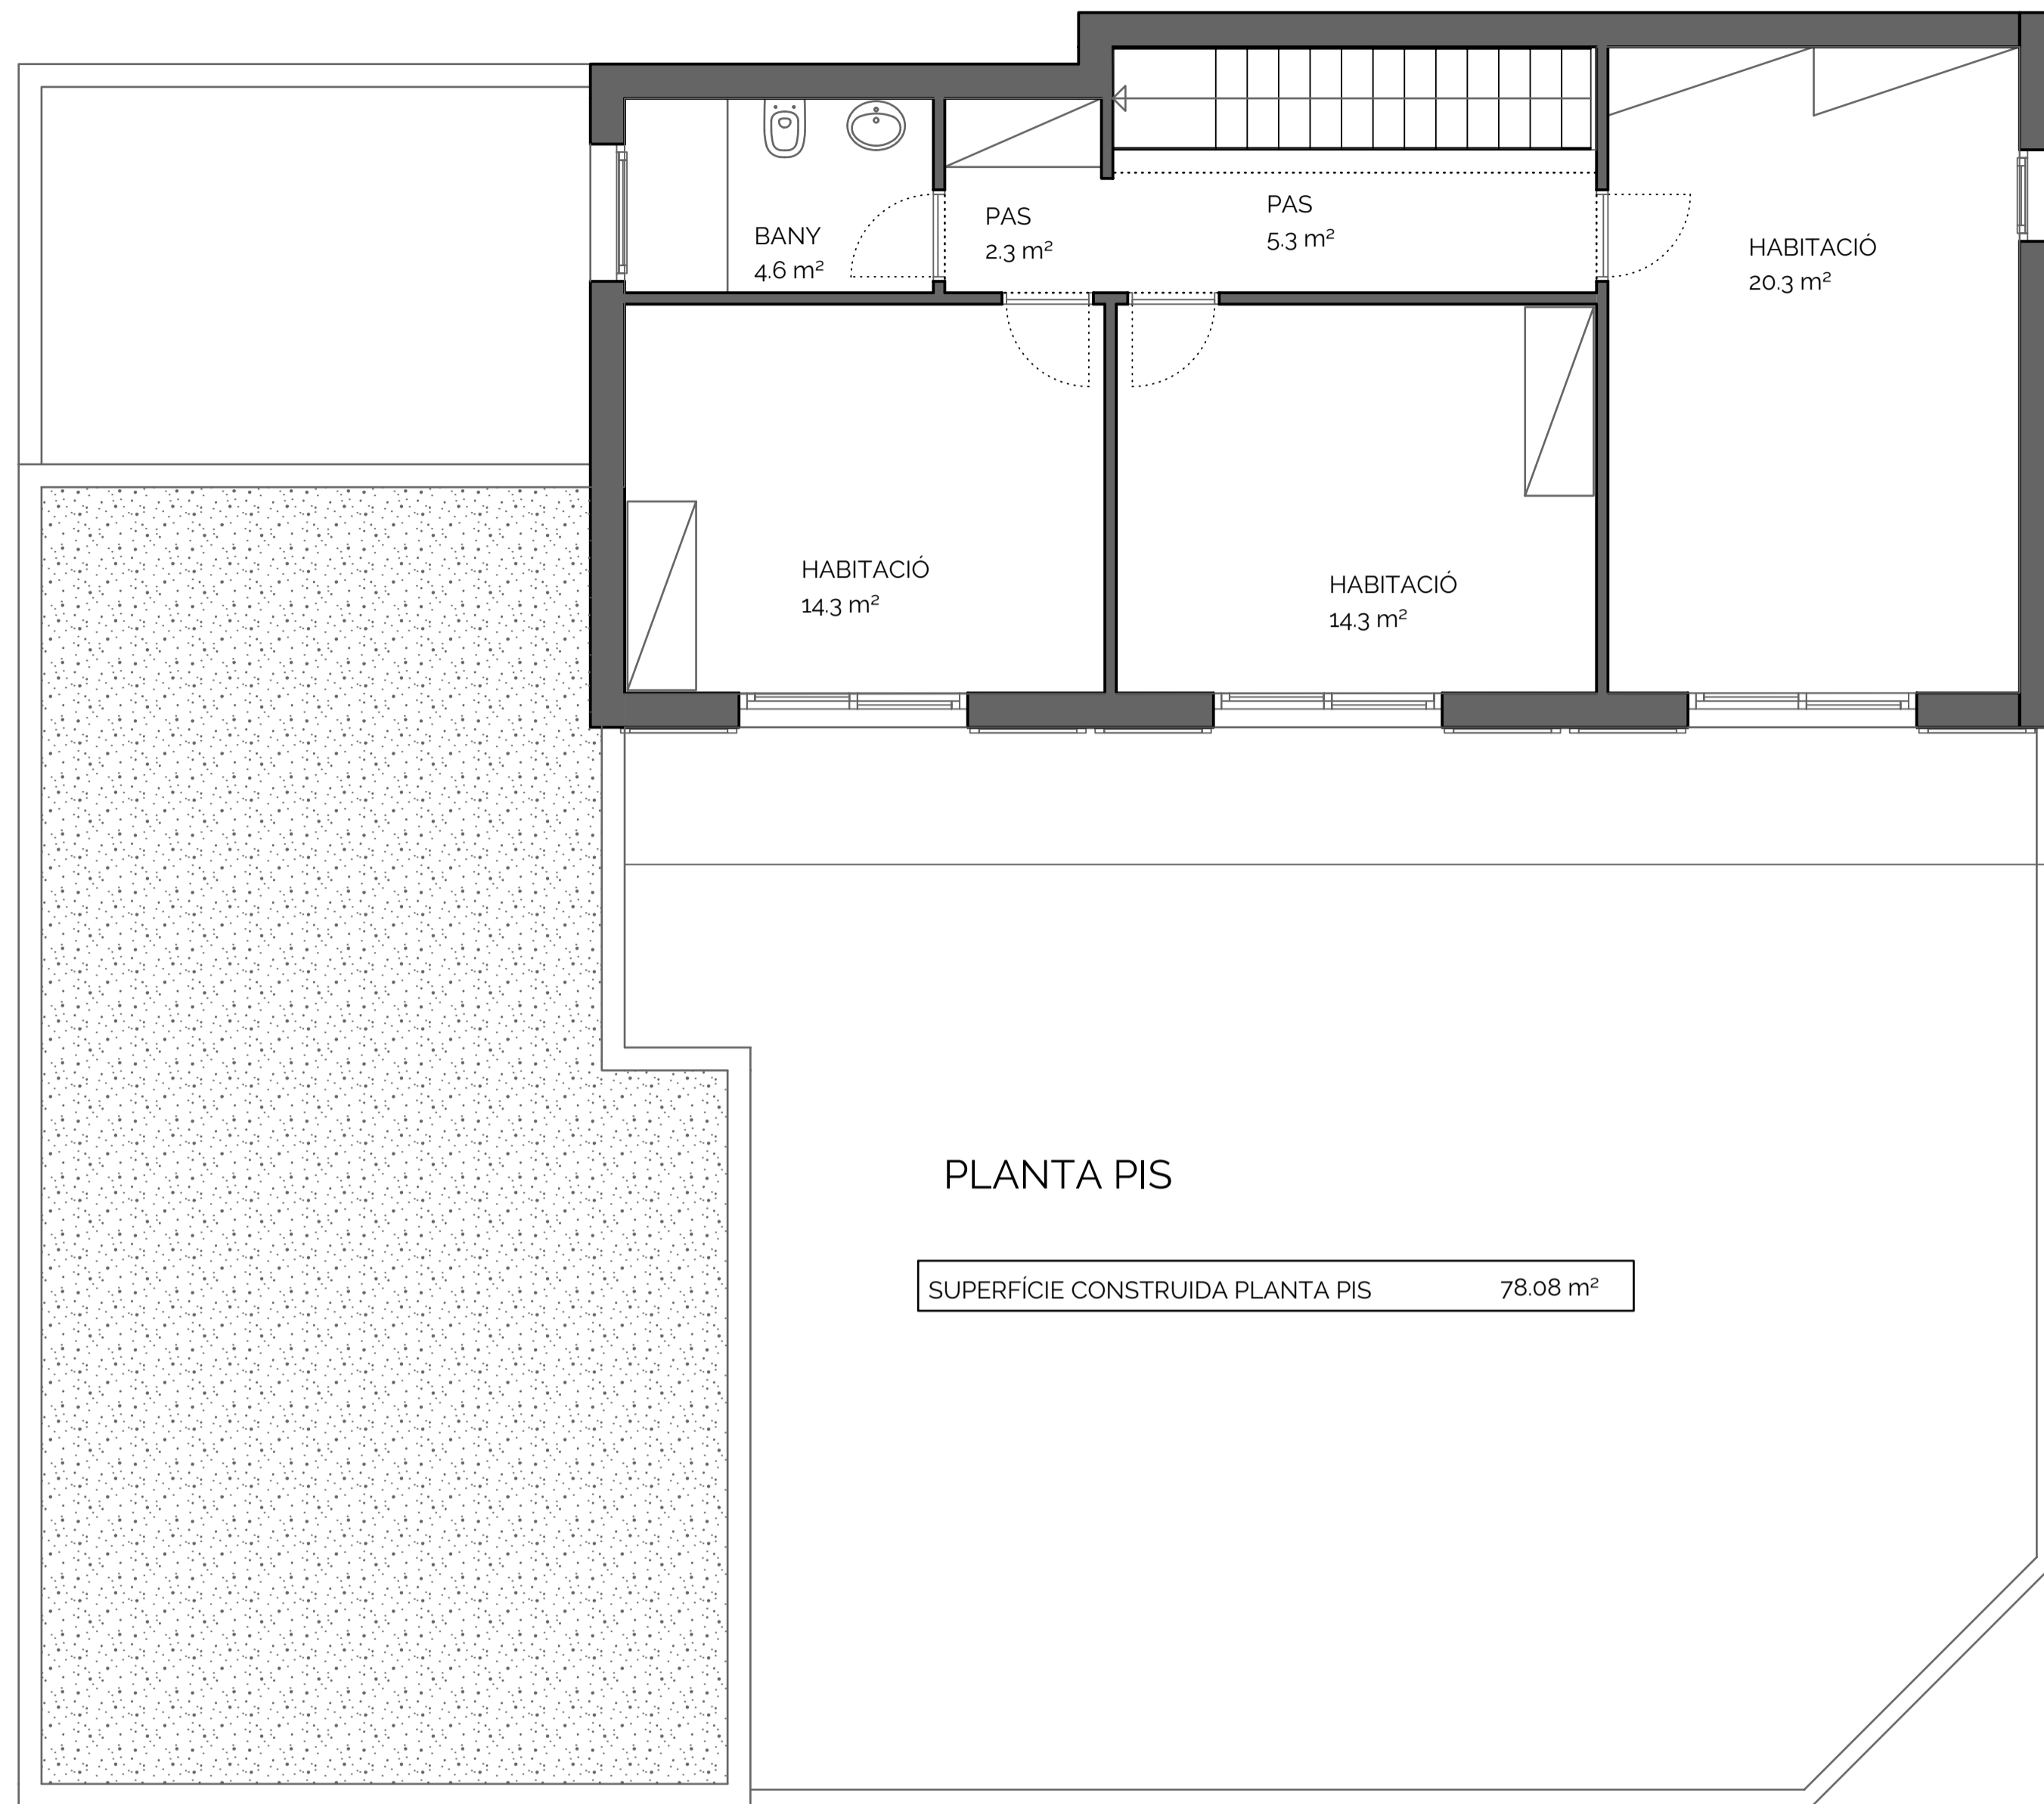 BANY
4.6 m²
PAS
2.3 m²
PAS
5.3 m²
HABITACIÓ
20.3 m²
HABITACIÓ
14.3 m²
HABITACIÓ
14.3 m²
PLANTA PIS
SUPERFÍCIE CONSTRUIDA PLANTA PIS 78.08 m²